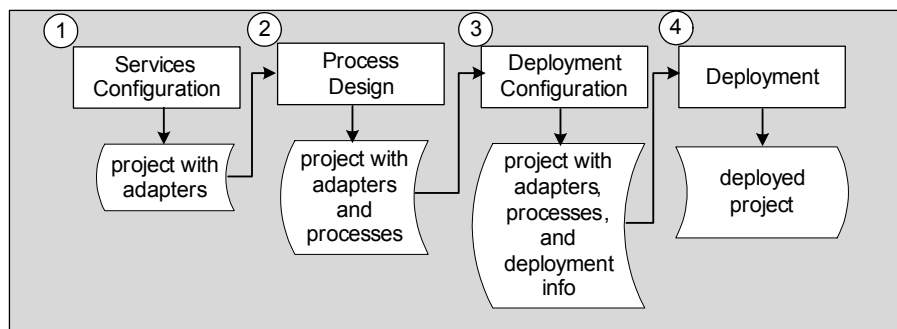 1
Services
Configuration
project with
adapters
2
Process
Design
project with
adapters
and
processes
3
Deployment
Configuration
project with
adapters,
processes,
and
deployment
info
4
Deployment
deployed
project